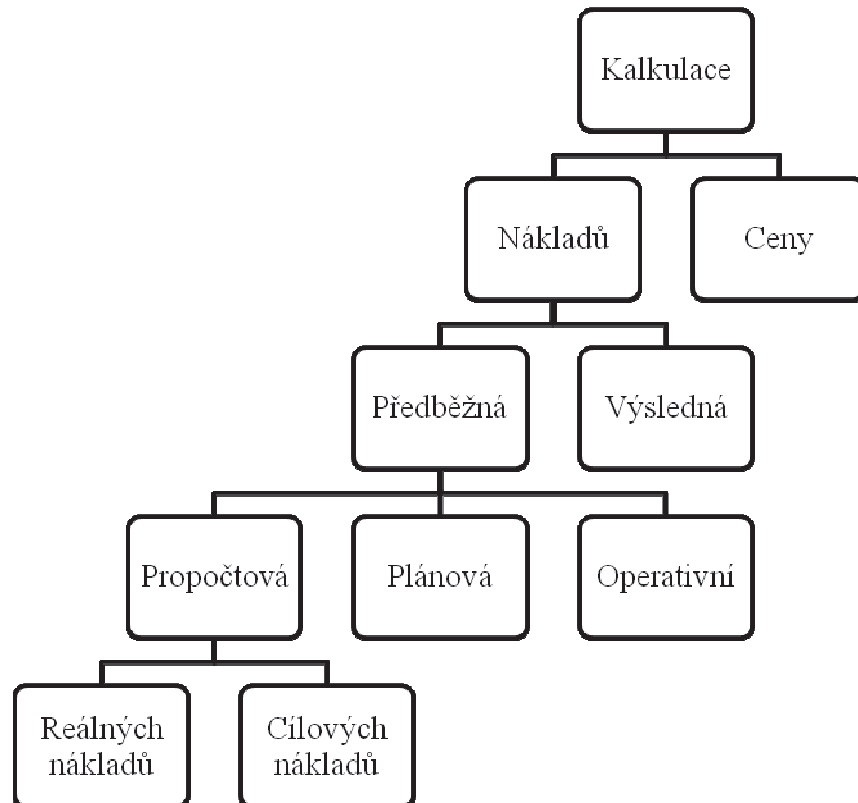 Kalkulace
Nákladů
Ceny
Předběžná
Výsledná
Propočtová
Plánová
Operativní
Reálných
nákladů
Cílových
nákladů